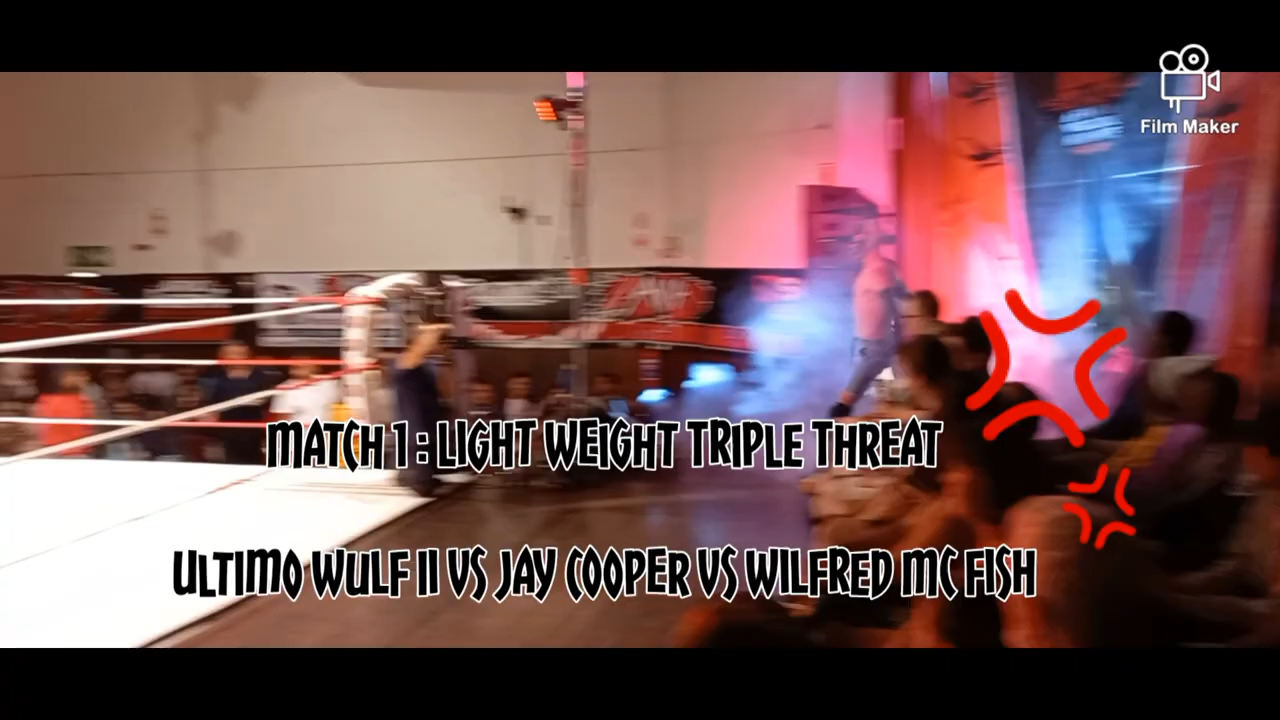 Film Maker
MATCH 1 : LIGHT WEIGHT TRIPLE THREAT
ULTIMO WULF II VS JAY COOPER VS WILFRED MC FISH